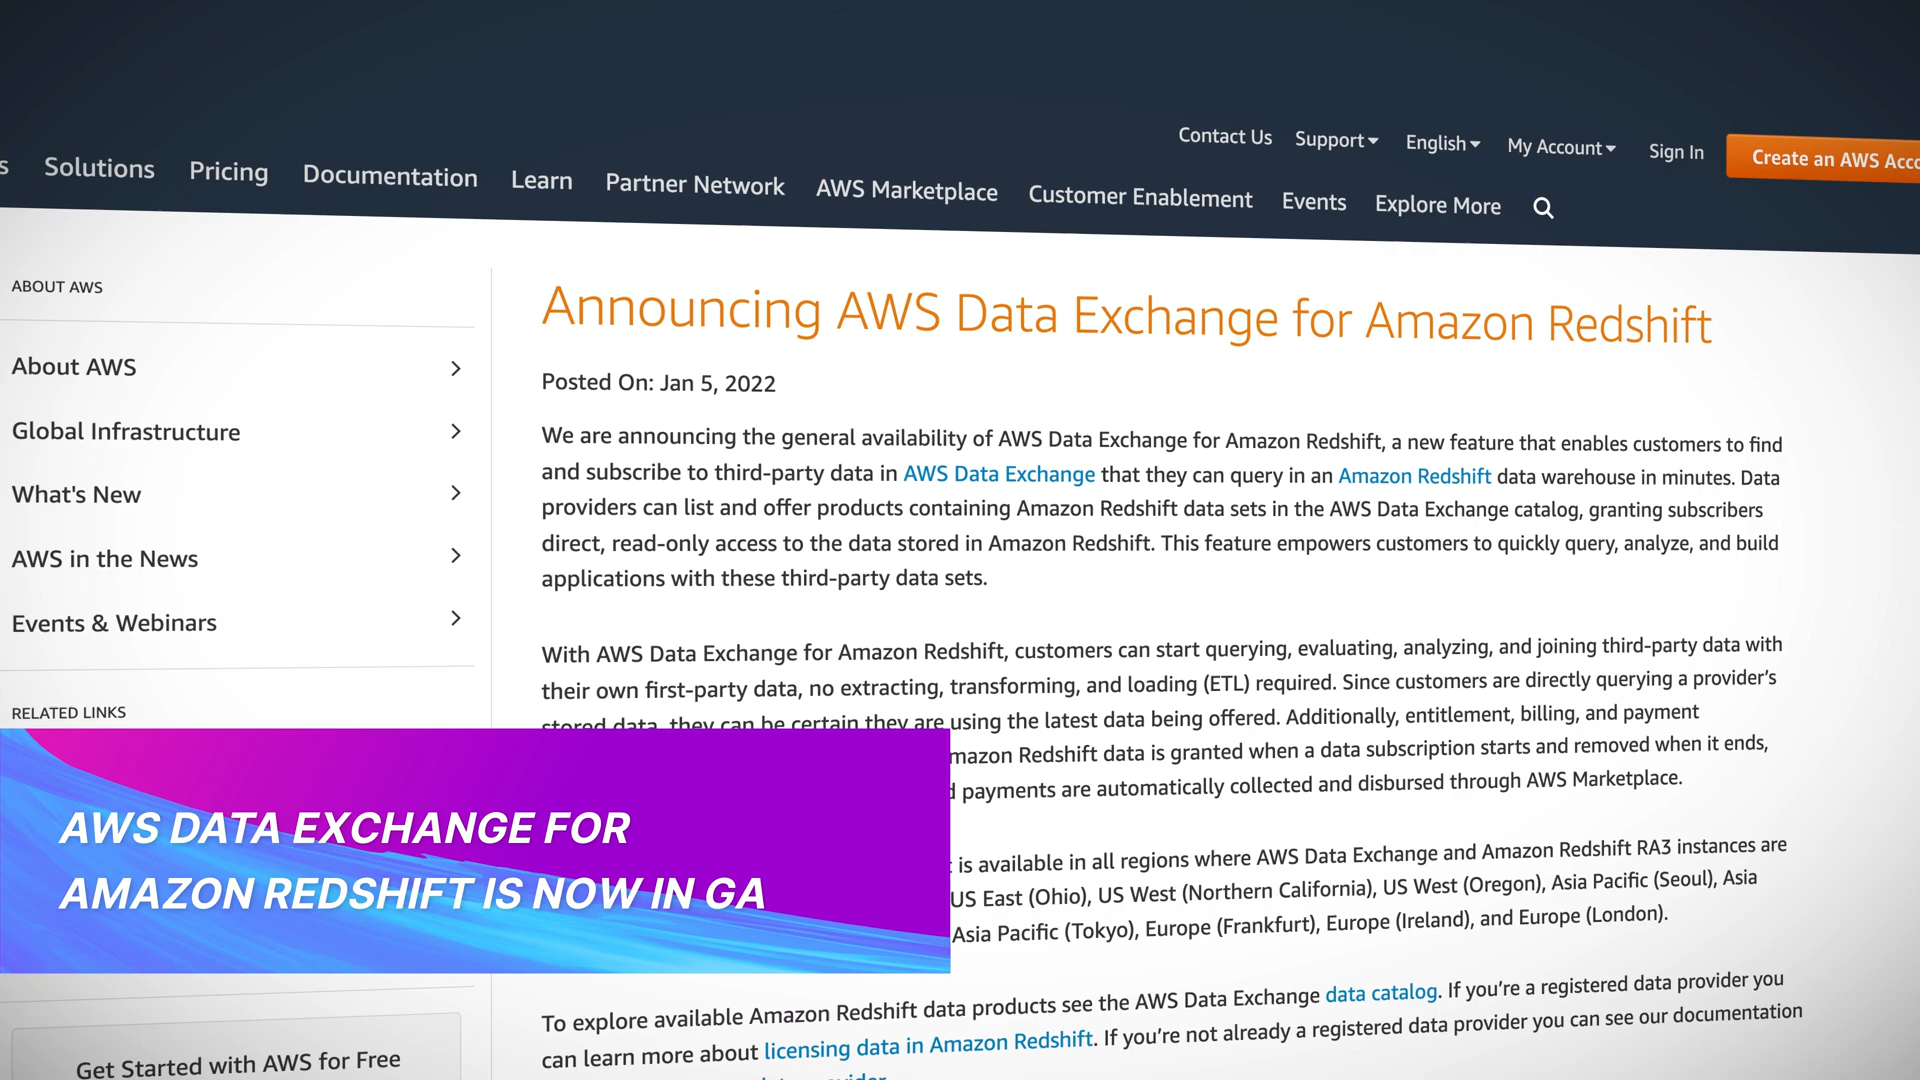 Contact Us Support English My Account Sign In Create an AWS Acco
s Solutions Pricing Documentation Learn Partner Network AWS Marketplace Customer Enablement Events Explore More
ABOUT AWS
About AWS
Global Infrastructure
What's New
AWS in the News
Events & Webinars
RELATED LINKS
Get Started with AWS for Free
Announcing AWS Data Exchange for Amazon Redshift
Posted On: Jan 5, 2022
We are announcing the general availability of AWS Data Exchange for Amazon Redshift, a new feature that enables customers to find
and subscribe to third-party data in AWS Data Exchange that they can query in an Amazon Redshift data warehouse in minutes. Data
providers can list and offer products containing Amazon Redshift data sets in the AWS Data Exchange catalog, granting subscribers
direct, read-only access to the data stored in Amazon Redshift. This feature empowers customers to quickly query, analyze, and build
applications with these third-party data sets.
With AWS Data Exchange for Amazon Redshift, customers can start querying, evaluating, analyzing, and joining third-party data with
their own first-party data, no extracting, transforming, and loading (ETL) required. Since customers are directly querying a provider's
stored data, they can be certain they are using the latest data being offered. Additionally, entitlement, billing, and payment
mazon Redshift data is granted when a data subscription starts and removed when it ends,
d payments are automatically collected and disbursed through AWS Marketplace.
is available in all regions where AWS Data Exchange and Amazon Redshift RA3 instances are
US East (Ohio), US West (Northern California), US West (Oregon), Asia Pacific (Seoul), Asia
Asia Pacific (Tokyo), Europe (Frankfurt), Europe (Ireland), and Europe (London).
To explore available Amazon Redshift data products see the AWS Data Exchange data catalog. If you're a registered data provider you
can learn more about licensing data in Amazon Redshift. If you're not already a registered data provider you can see our documentation
AWS DATA EXCHANGE FOR
AMAZON REDSHIFT IS NOW IN GA